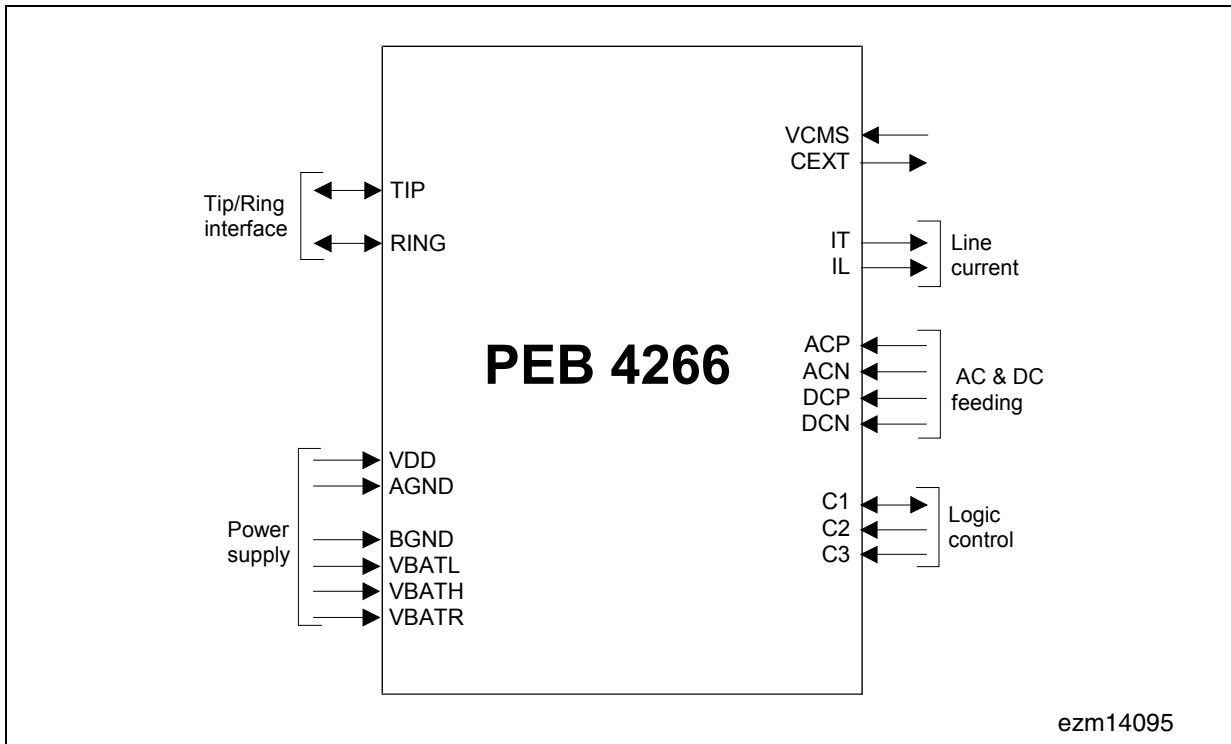 Tip/Ring
interface
TIP
RING
PEB 4266
Power
supply
VDD
AGND
BGND
VBATL
VBATH
VBATR
VCMS
CEXT
IT
IL
Line
current
ACP
ACN
DCP
DCN
AC & DC
feeding
C1
C2
C3
Logic
control
ezm14095